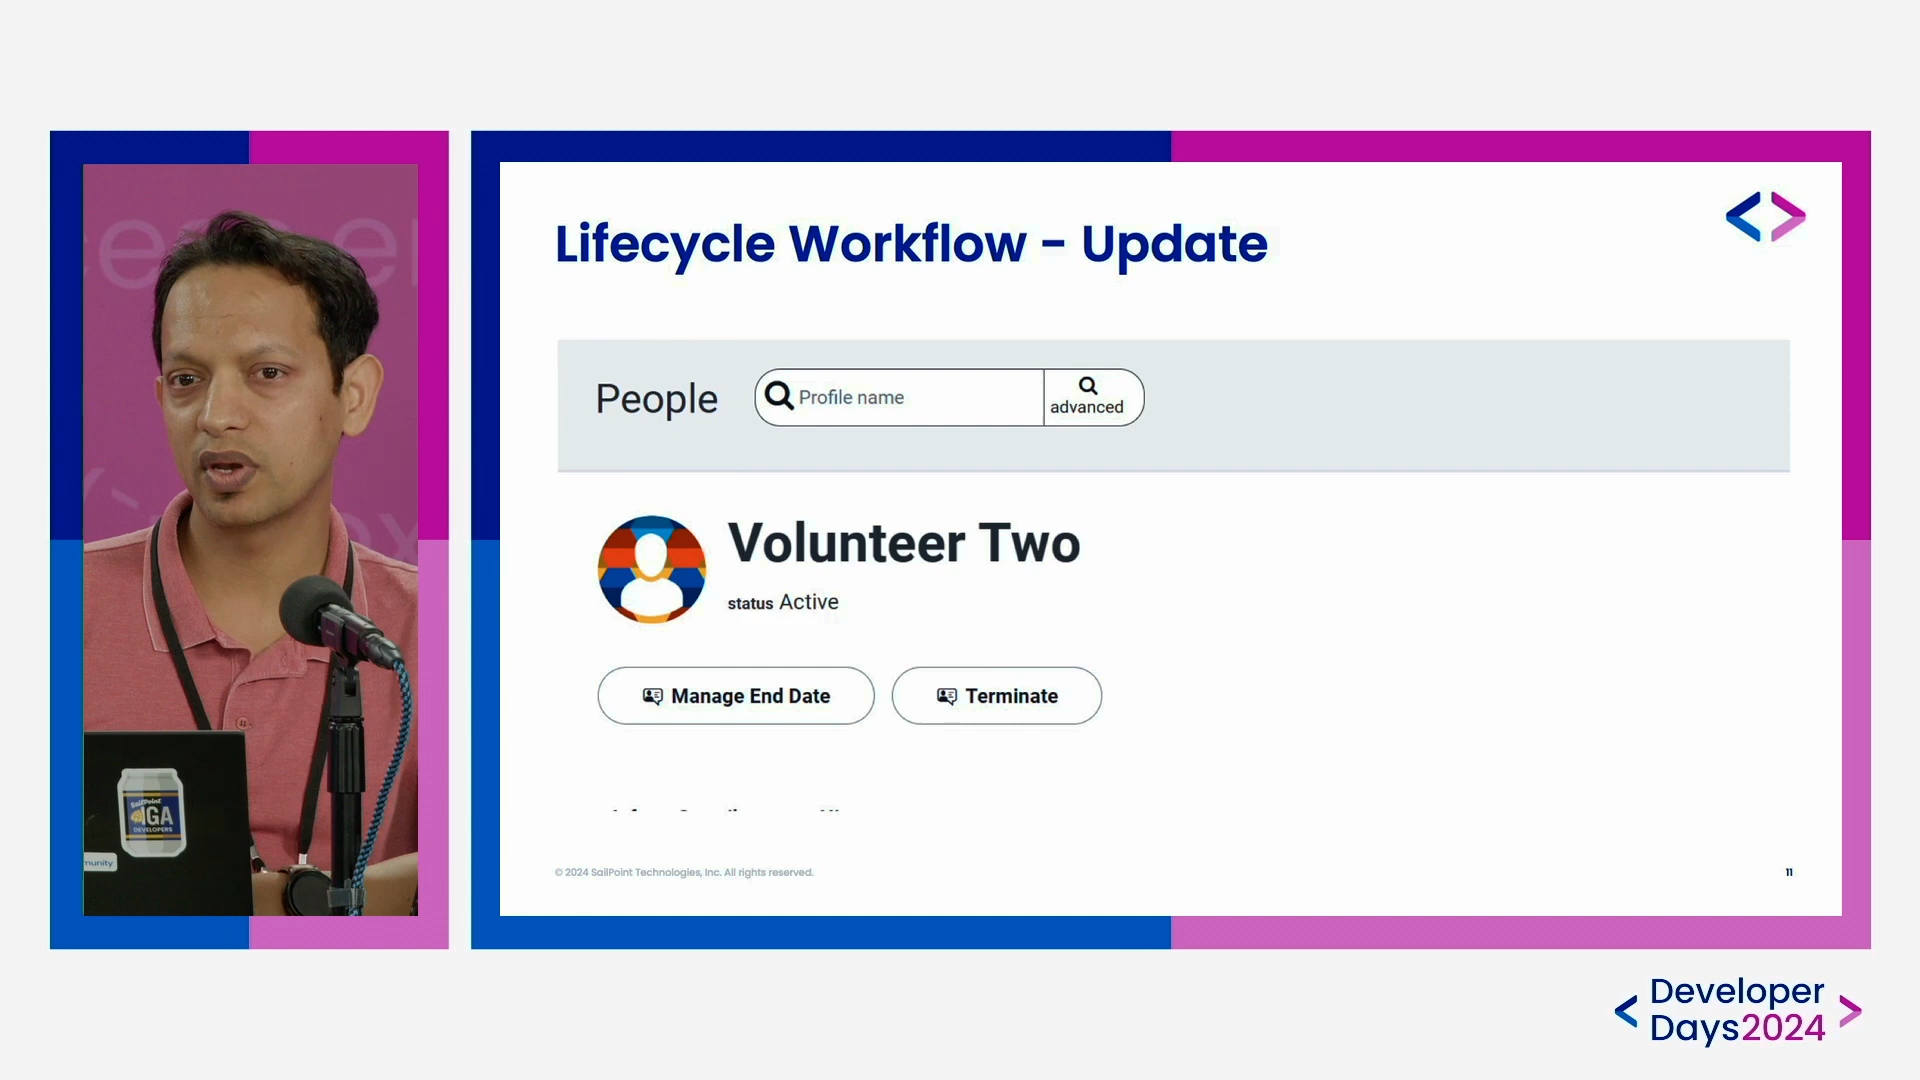 Lifecycle Workflow - Update
People
Profile name
advanced
Volunteer Two
status Active
Manage End Date
Terminate
© 2024 SailPoint Technologies, Inc. All rights reserved.
11
SailPoint
IGA
DEVELOPERS
Developer
Days2024